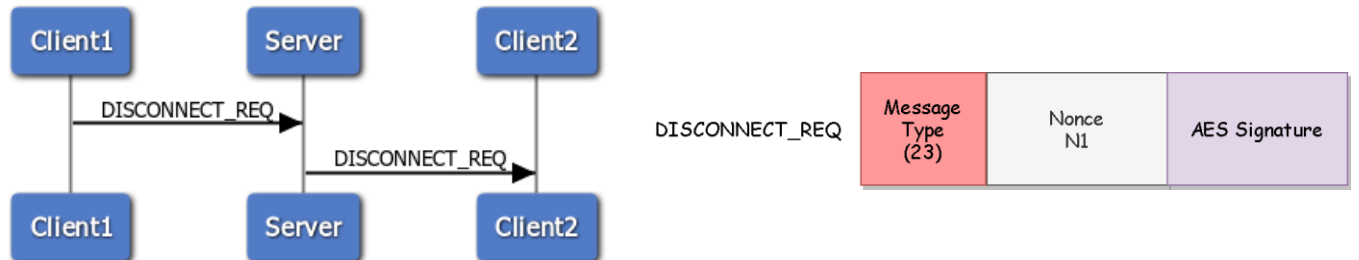 Client1
Server
Client2
DISCONNECT_REQ
DISCONNECT_REQ
Client1
Server
Client2
DISCONNECT_REQ
Message
Type
(23)
Nonce
N1
AES Signature